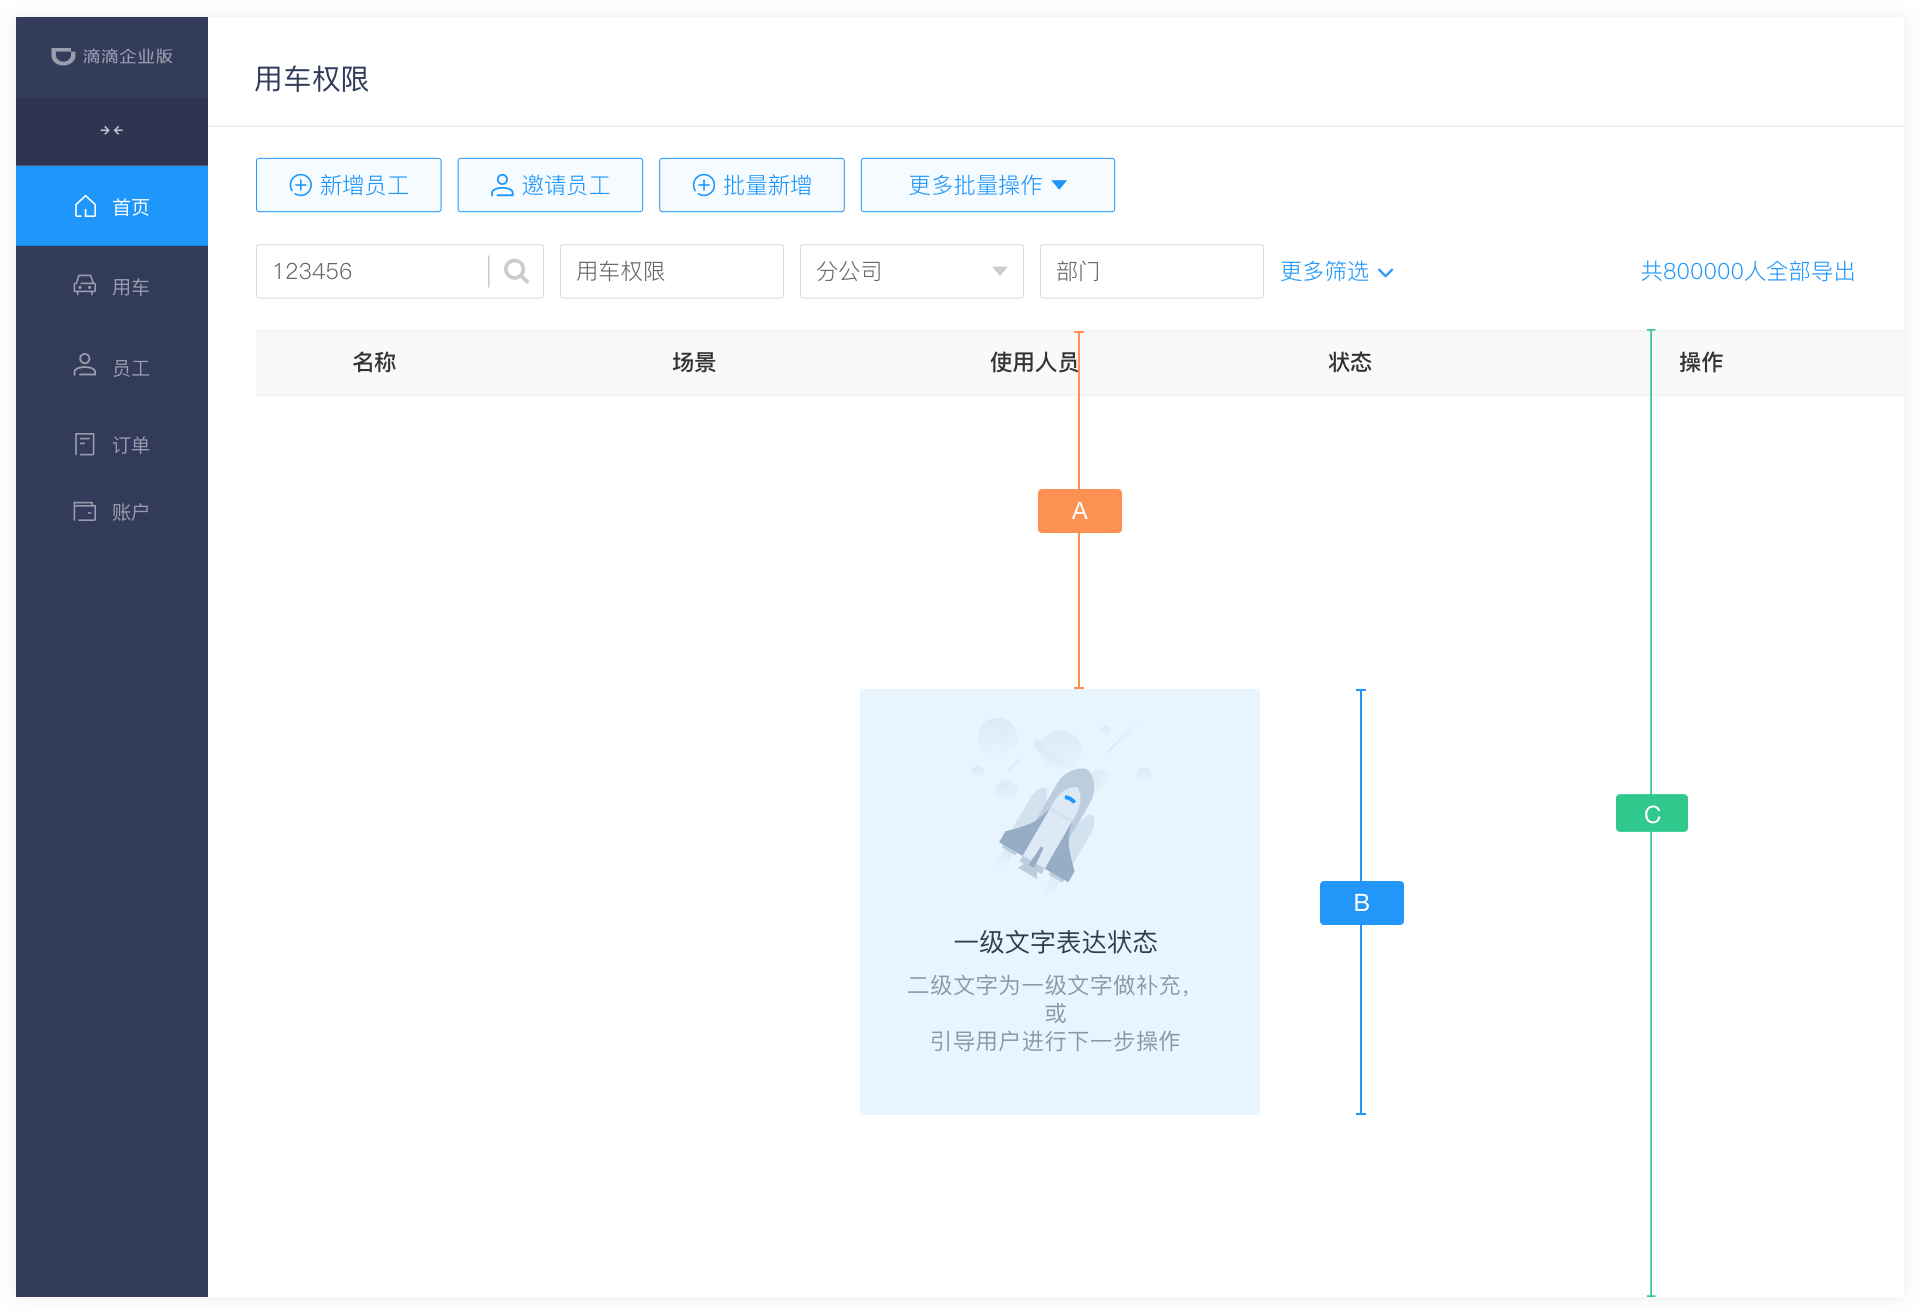 滴滴企业版
用车权限
首页
用车
员工
订单
账户
新增员工
邀请员工
批量新增
更多批量操作
123456
用车权限
分公司
部门
更多筛选
共800000人全部导出
名称
场景
使用人员
状态
操作
A
B
C
一级文字表达状态
二级文字为一级文字做补充，
或
引导用户进行下一步操作